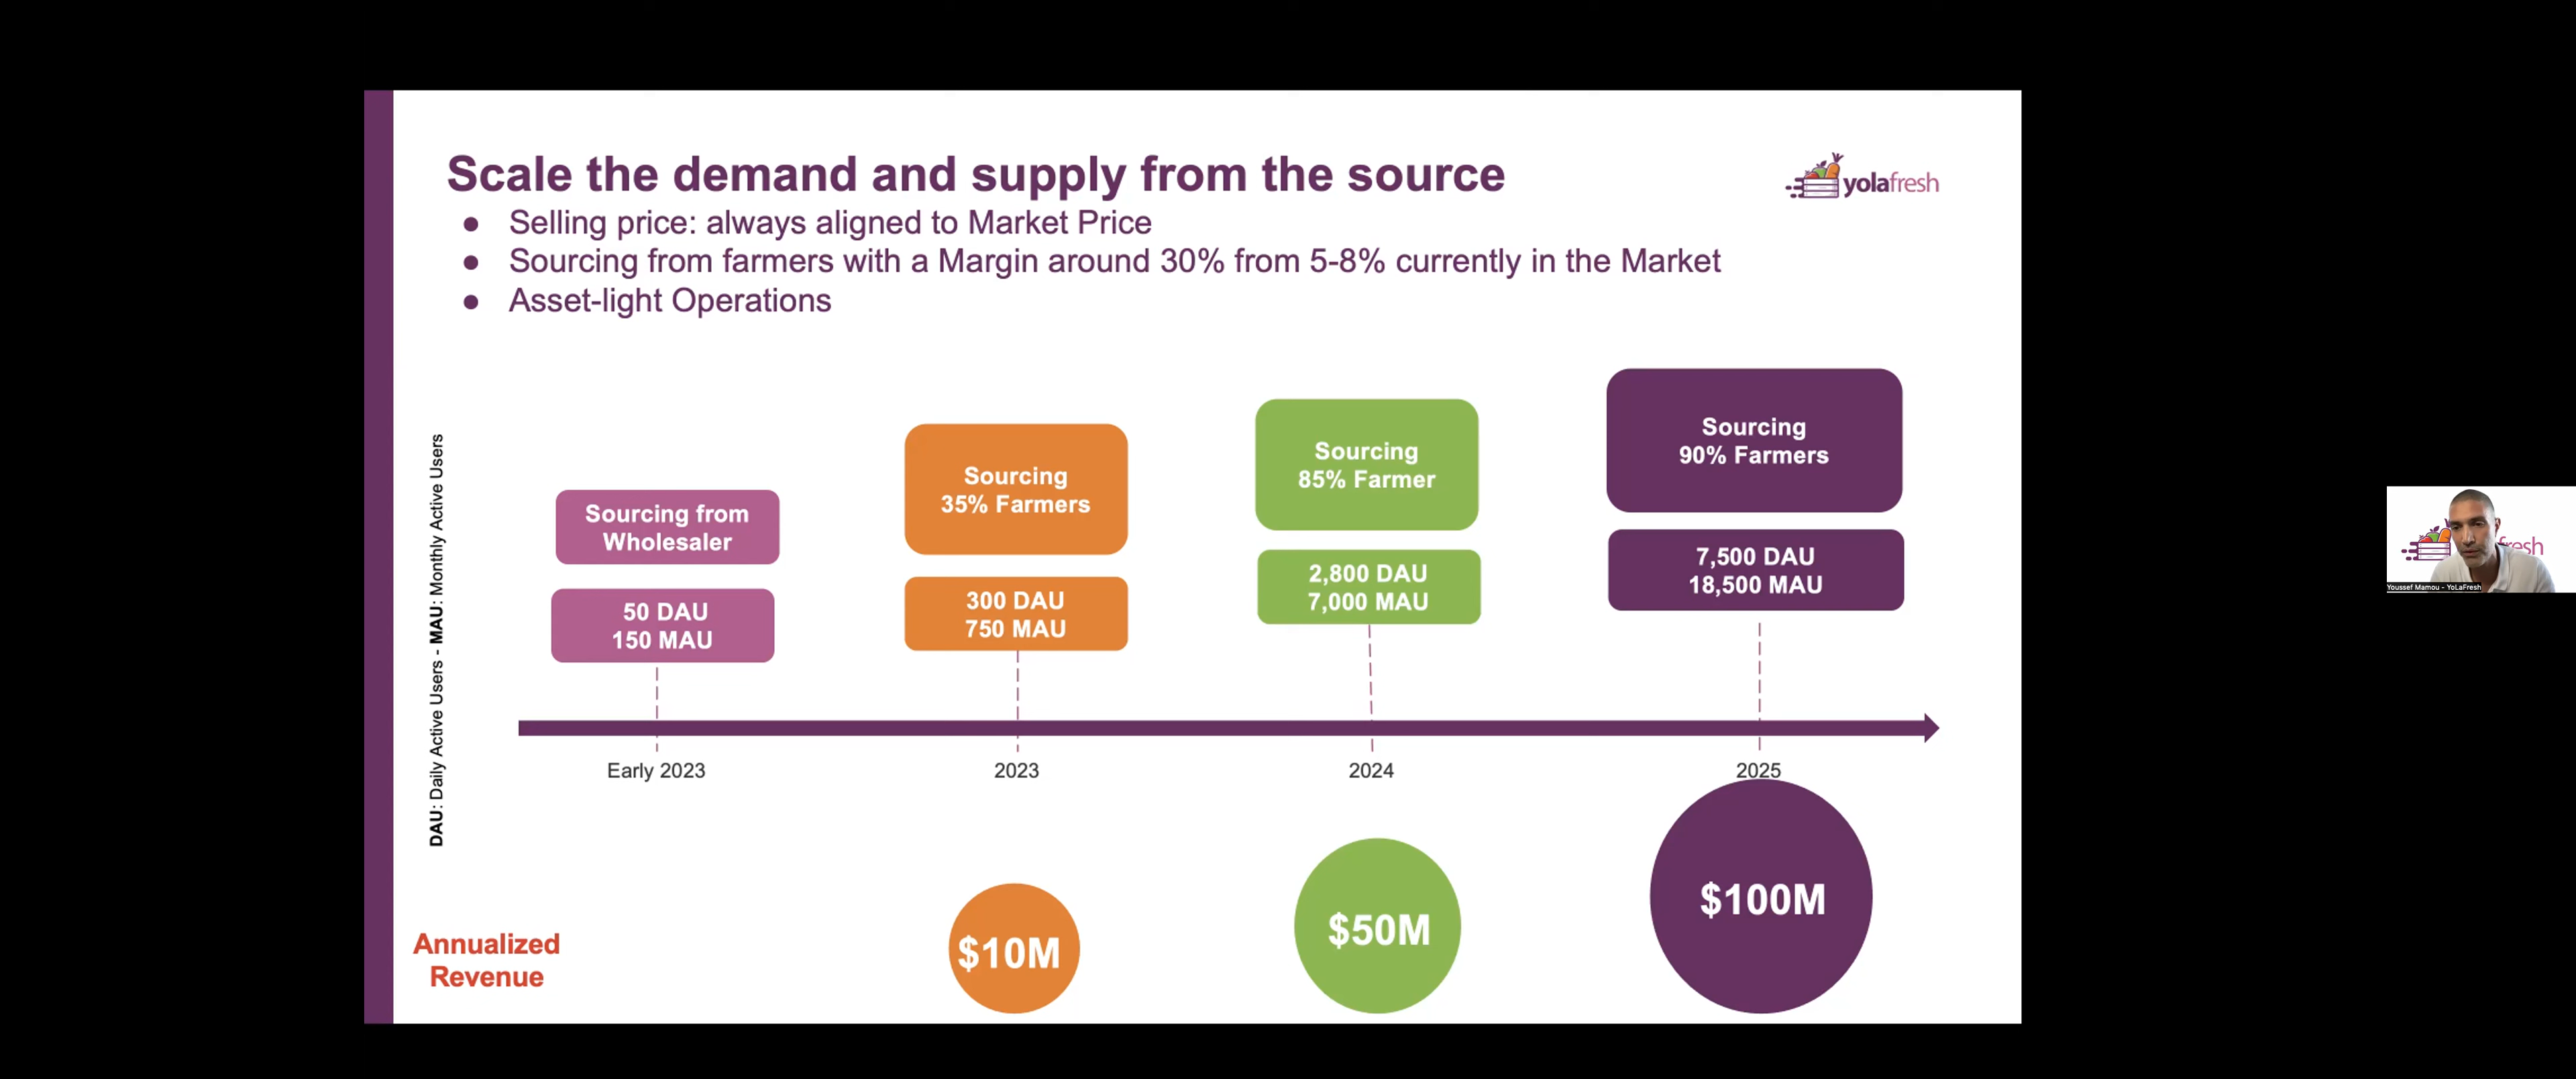 Scale the demand and supply from the source
yolafresh
● Selling price: always aligned to Market Price
● Sourcing from farmers with a Margin around 30% from 5-8% currently in the Market
● Asset-light Operations
DAU: Daily Active Users - MAU: Monthly Active Users
Sourcing from
Wholesaler
50 DAU
150 MAU
Sourcing
35% Farmers
300 DAU
750 MAU
Sourcing
85% Farmer
2,800 DAU
7,000 MAU
Sourcing
90% Farmers
7,500 DAU
18,500 MAU
Early 2023
2023
2024
2025
Annualized
Revenue
$10M
$50M
$100M
fresh
Youssef Mamou - YoLaFresh